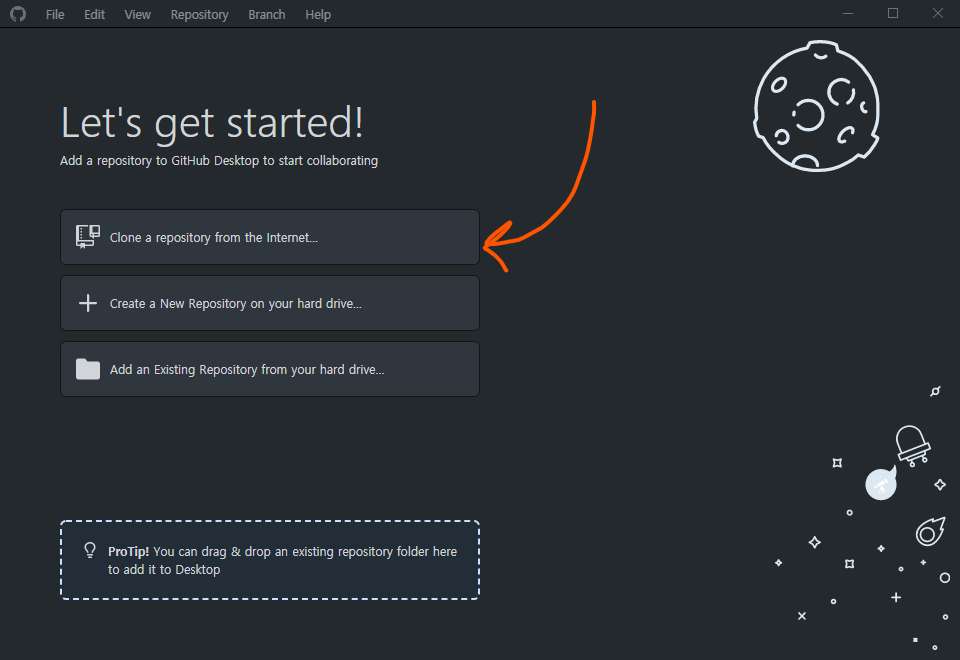 File Edit View Repository Branch Help
Let's get started!
Add a repository to GitHub Desktop to start collaborating
Clone a repository from the Internet...
Create a New Repository on your hard drive...
Add an Existing Repository from your hard drive...
ProTip! You can drag & drop an existing repository folder here
to add it to Desktop